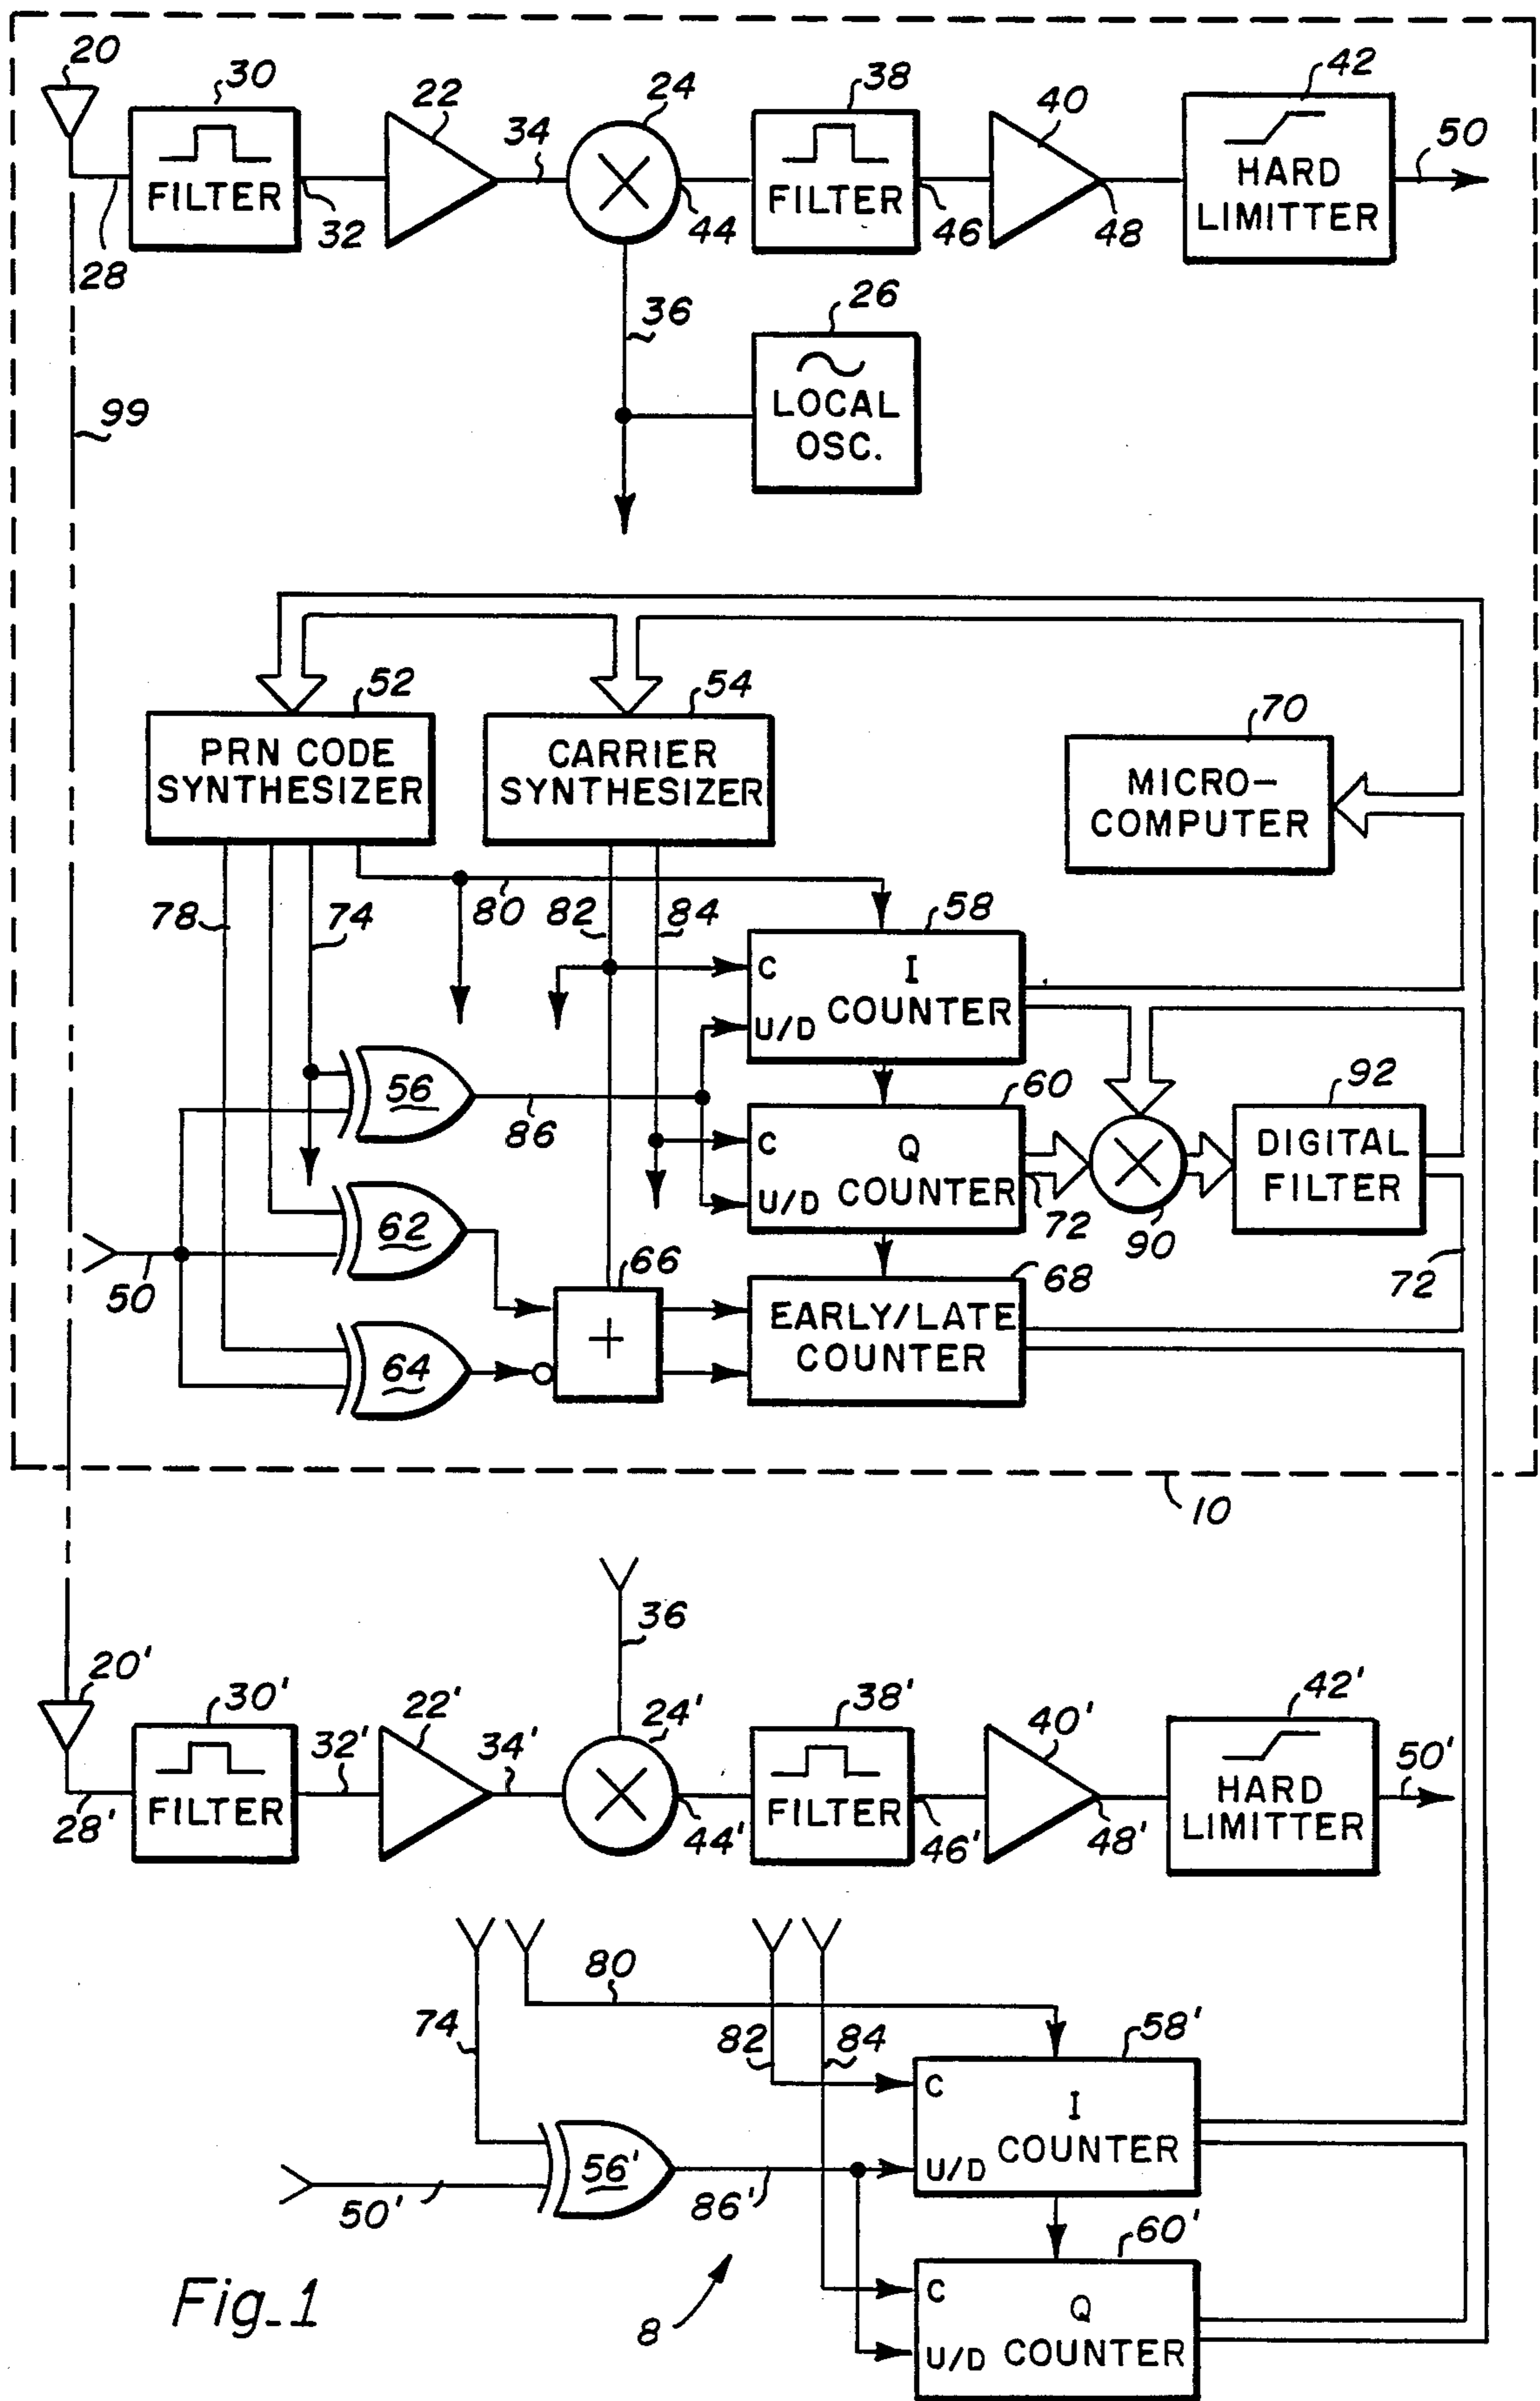 20
30
22
24
38
40
42
FILTER
34
FILTER
HARD
LIMITTER
50
28
32
44
46
48
36
26
LOCAL
OSC.
99
52
54
70
PRN CODE
SYNTHESIZER
CARRIER
SYNTHESIZER
MICRO-
COMPUTER
78
74
80
82
84
58
C
I
COUNTER
U/D
56
86
60
92
C
Q
COUNTER
U/D
72
90
DIGITAL
FILTER
62
50
66
68
72
+
EARLY/LATE
COUNTER
64
10
36
20'
30'
22'
24'
38'
40'
42'
32'
34'
50'
FILTER
FILTER
HARD
LIMITTER
28'
44'
46'
48'
80
74
82
84
58'
C
I
COUNTER
U/D
56'
50'
86'
60'
C
Q
COUNTER
U/D
8
Fig_1